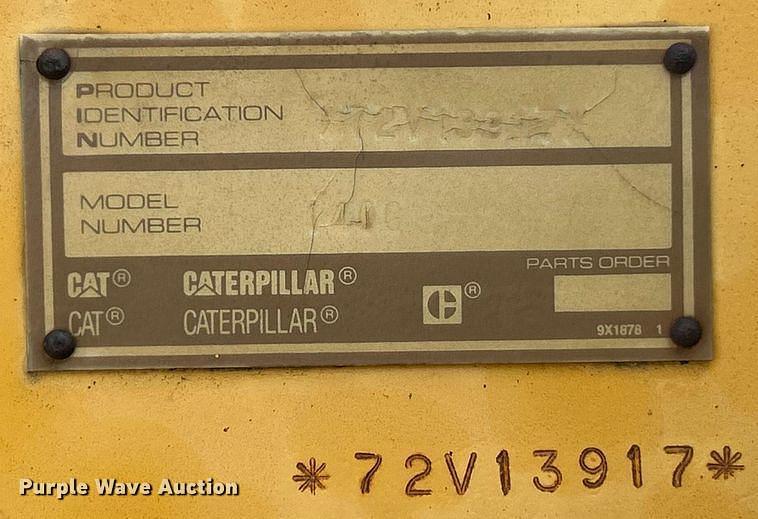 PRODUCT
IDENTIFICATION
NUMBER
MODEL
NUMBER
CAT® CATERPILLAR®
CAT® CATERPILLAR® C®
PARTS ORDER
9X1878 1
*72V13917*
Purple Wave Auction